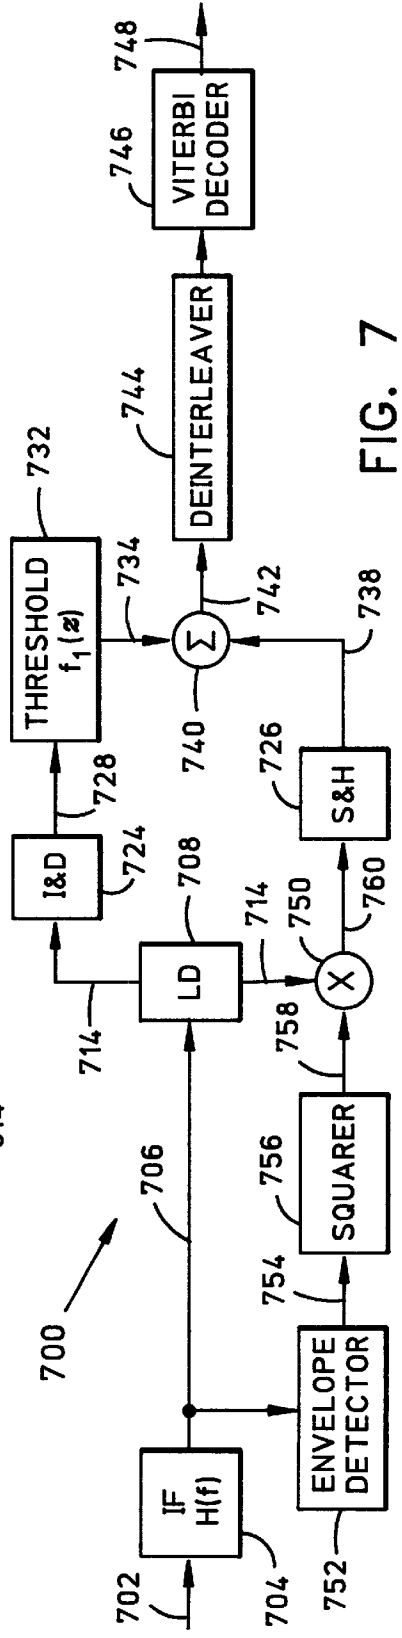 732
THRESHOLD
f₁(z)
734
I&D
728
724
714
LD
708
714
706
700
702
IF
H(f)
704
ENVELOPE
DETECTOR
752
754
SQUARER
756
758
X
750
760
S&H
726
738
Σ
740
742
DEINTERLEAVER
744
VITERBI
DECODER
746
748
FIG. 7